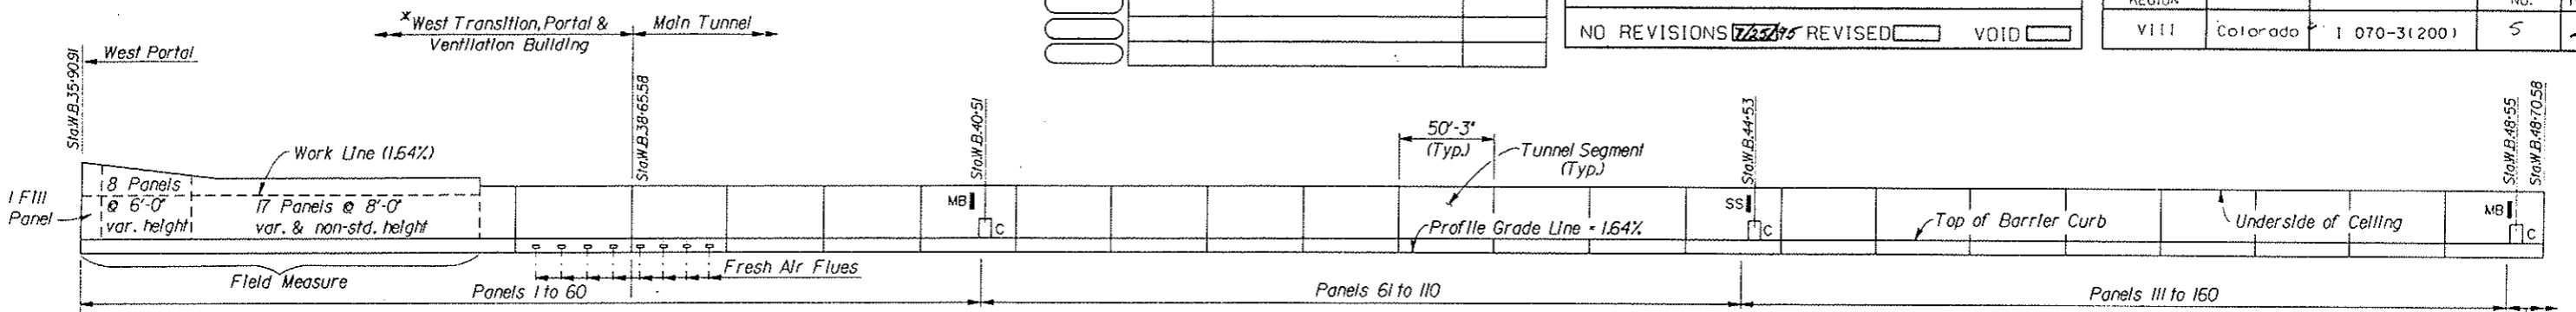 REGION
NO.
NO REVISIONS 7/25/95 REVISED VOID
VIII Colorado I 070-3(200) 5
*West Transition, Portal &
Ventilation Building
Main Tunnel
West Portal
Sta.W.B.35+90.91
Sta.W.B.38+65.58
Sta.W.B.40+51
Sta.W.B.44+53
Sta.W.B.48+55
Sta.W.B.48+70.58
50'-3"
(Typ.)
Tunnel Segment
(Typ.)
Work Line (1.64%)
1 Fill
Panel
8 Panels
@ 6'-0"
var. height
17 Panels @ 8'-0"
var. & non-std. height
MB
C
SS
C
MB
C
Profile Grade Line = 1.64%
Top of Barrier Curb
Underside of Ceiling
Field Measure
Fresh Air Flues
Panels 1 to 60
Panels 61 to 110
Panels 111 to 160